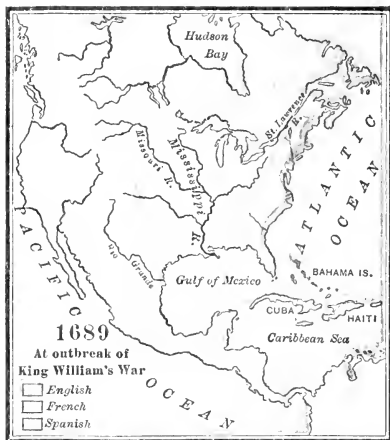 Hudson
Bay
St. Lawrence
R.
Missouri R.
Mississippi
R.
ATLANTIC
OCEAN
PACIFIC
OCEAN
Rio Grande
Gulf of Mexico
BAHAMA IS.
CUBA
HAITI
Caribbean Sea
1689
At outbreak of
King William's War
English
French
Spanish